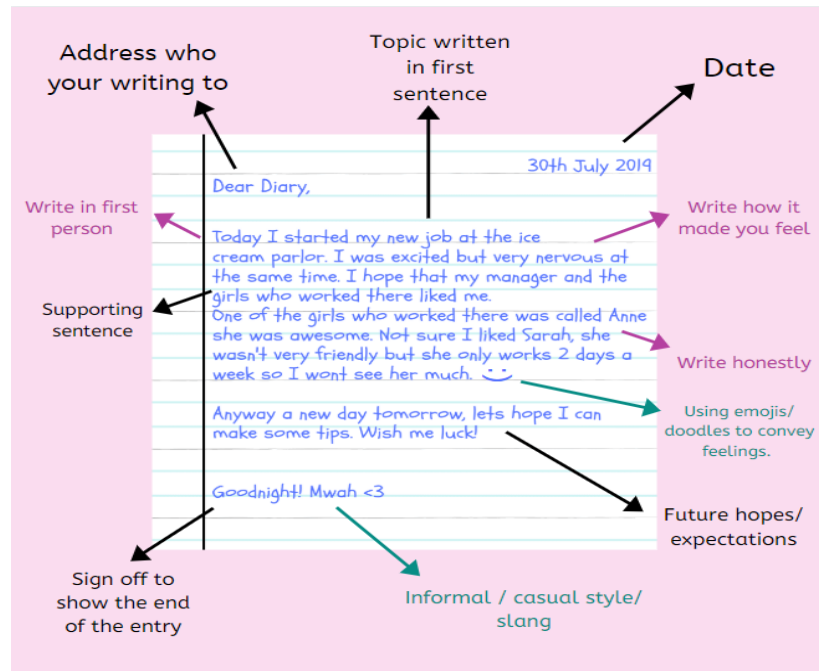 Address who
your writing to
Topic written
in first
sentence
Date
30th July 2019
Dear Diary,
Write in first
person
Write how it
made you feel
Today I started my new job at the ice
cream parlor. I was excited but very nervous at
the same time. I hope that my manager and the
girls who worked there liked me.
One of the girls who worked there was called Anne
she was awesome. Not sure I liked Sarah, she
wasn't very friendly but she only works 2 days a
week so I wont see her much.
Supporting
sentence
Write honestly
Using emojis/
doodles to convey
feelings.
Anyway a new day tomorrow, lets hope I can
make some tips. Wish me luck!
Goodnight! Mwah <3
Future hopes/
expectations
Sign off to
show the end
of the entry
Informal / casual style/
slang